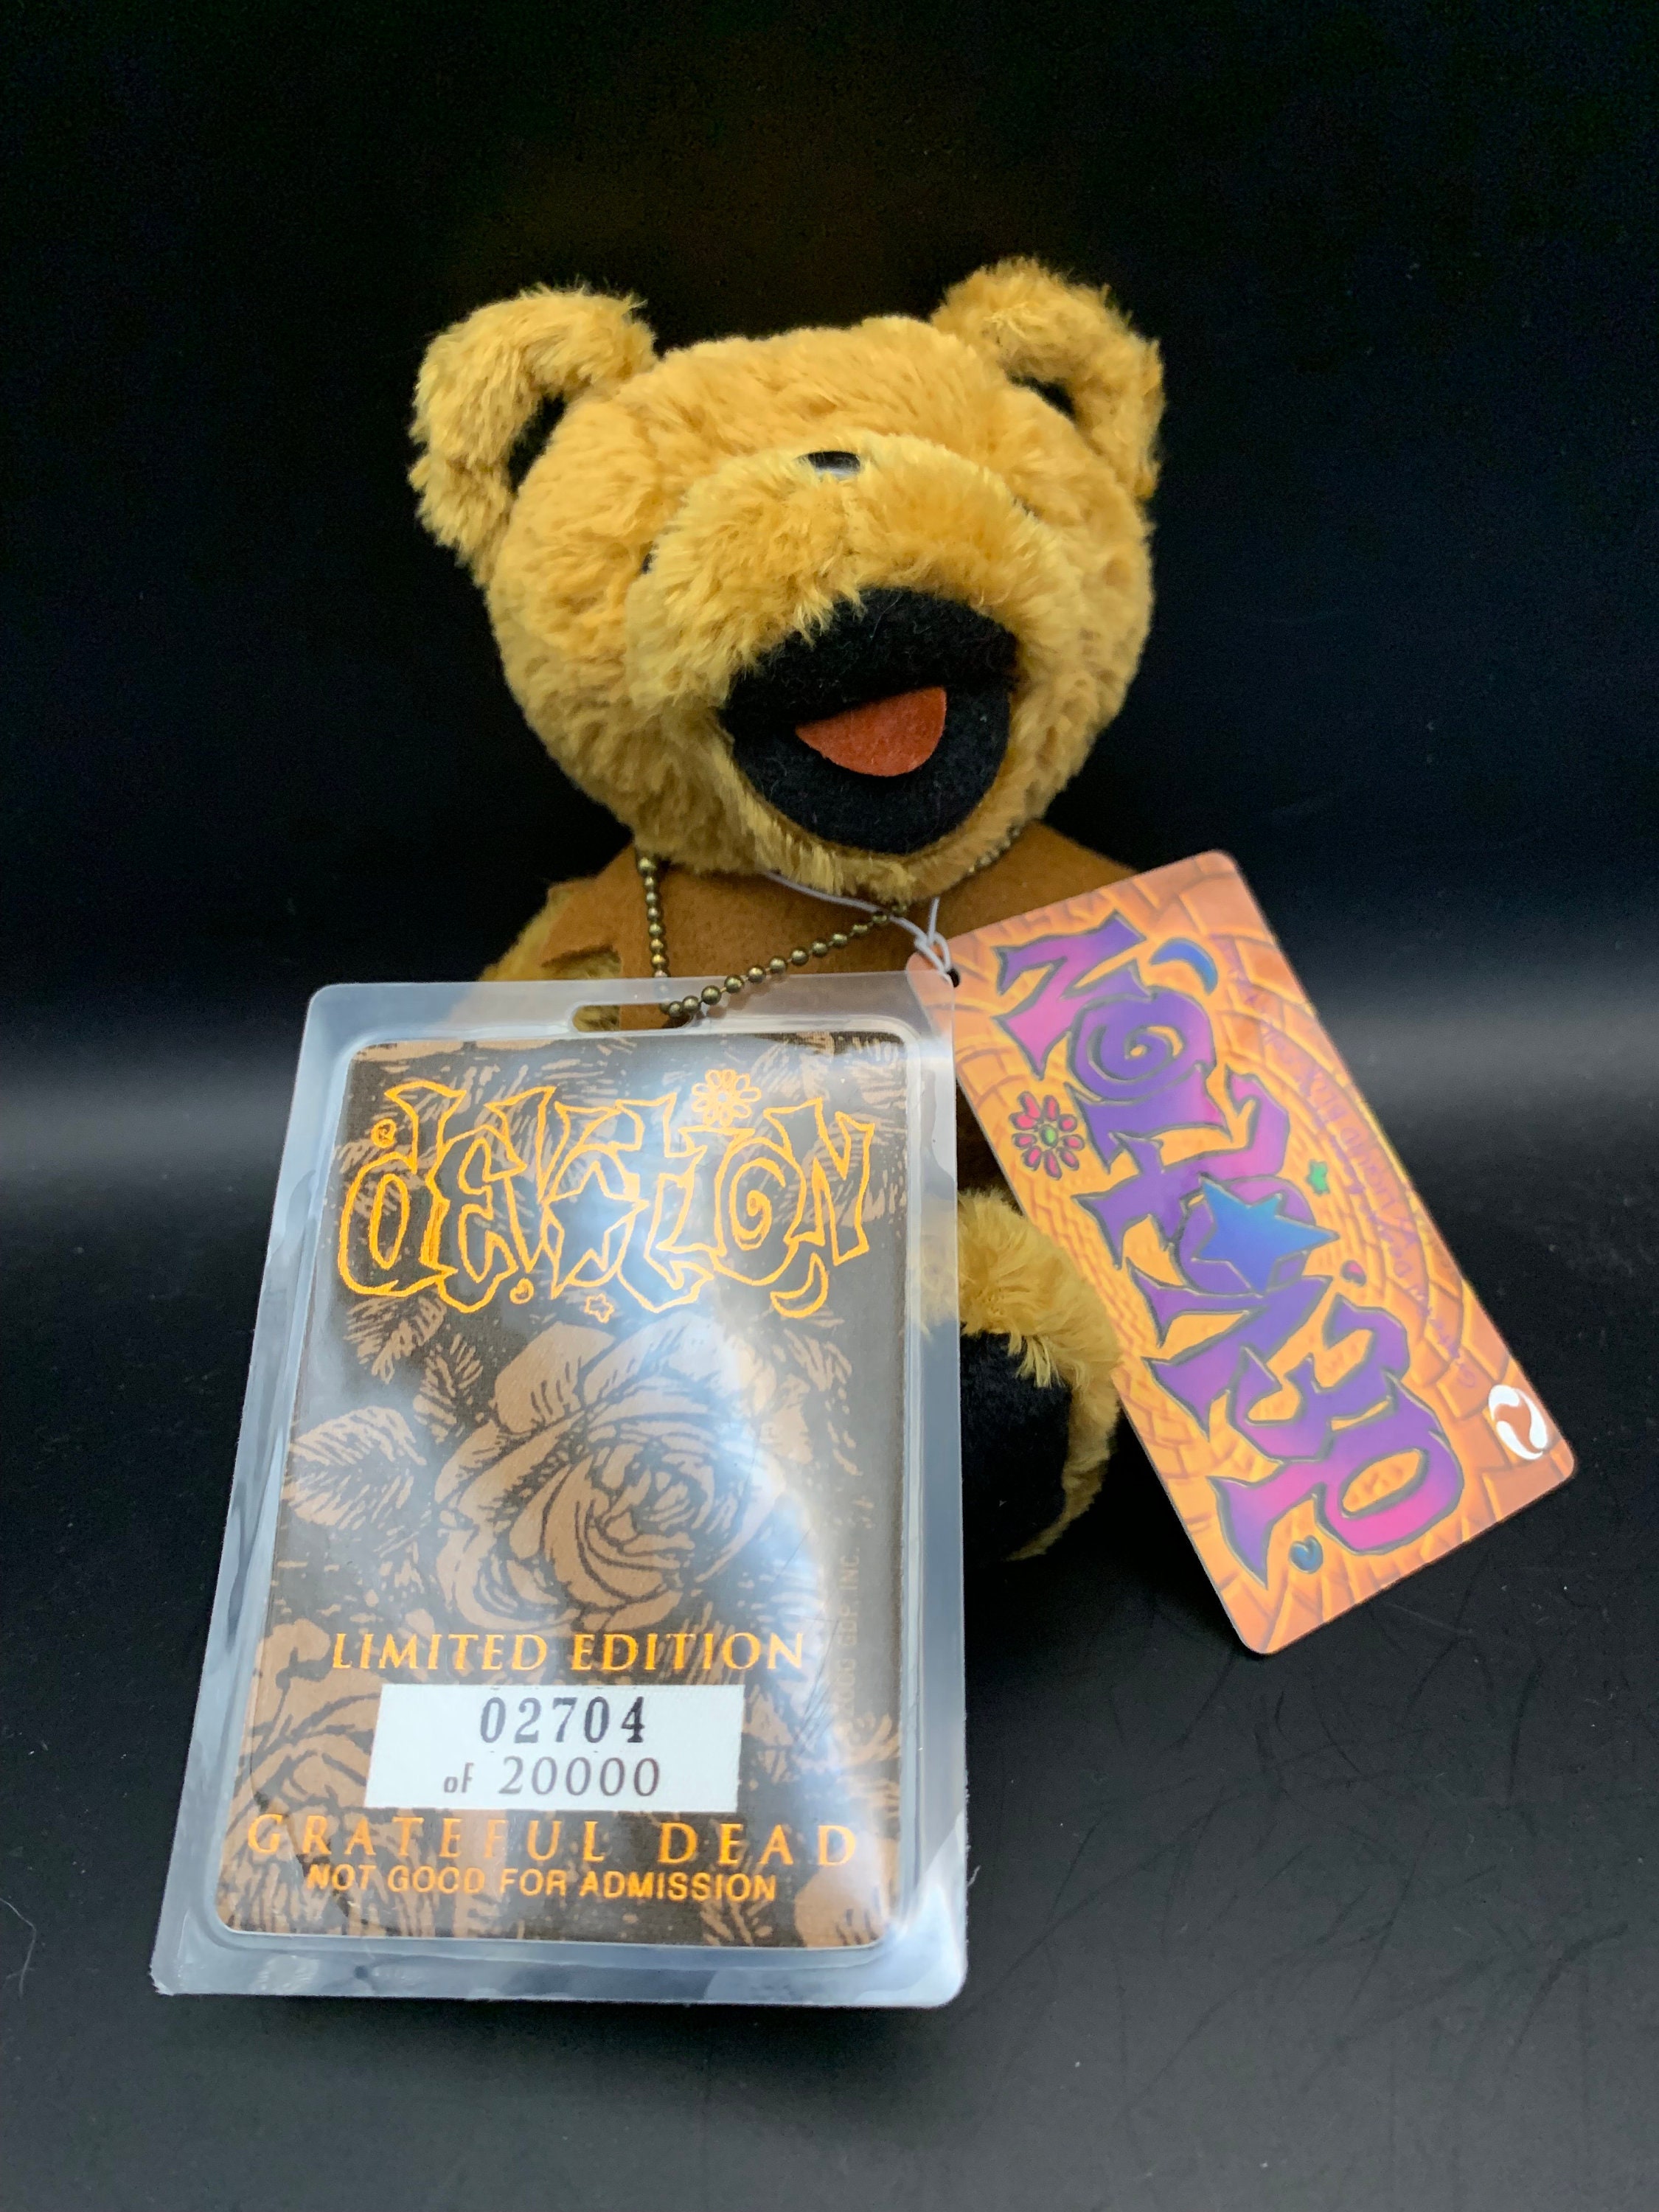 dEVOTION
LIMITED EDITION
02704
of 20000
GRATEFUL DEAD
NOT GOOD FOR ADMISSION
dEVOTION